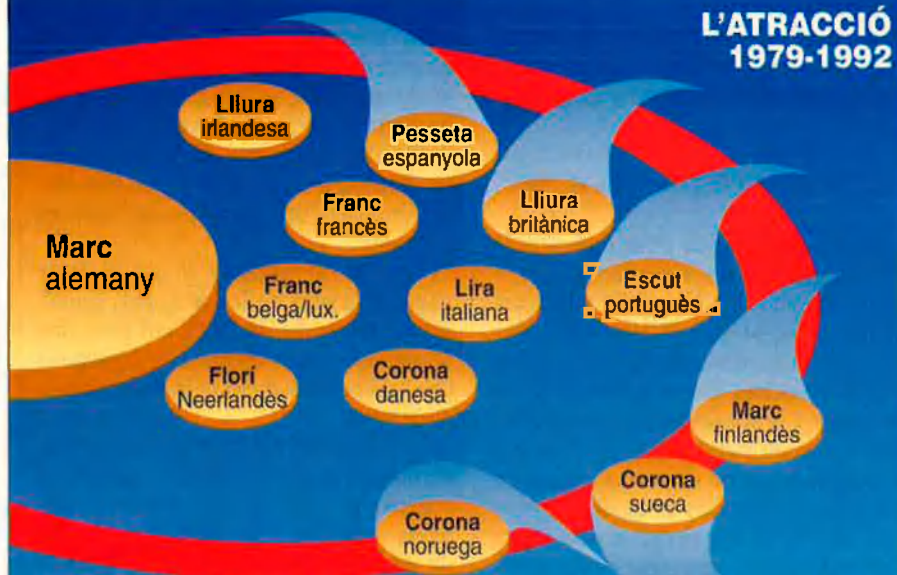 L'ATRACCIÓ
1979-1992
Lliura
irlandesa
Pesseta
espanyola
Franc
francès
Lliura
britànica
Marc
alemany
Franc
belga/lux.
Lira
italiana
Escut
portuguès
Florí
Neerlandès
Corona
danesa
Marc
finlandès
Corona
sueca
Corona
noruega